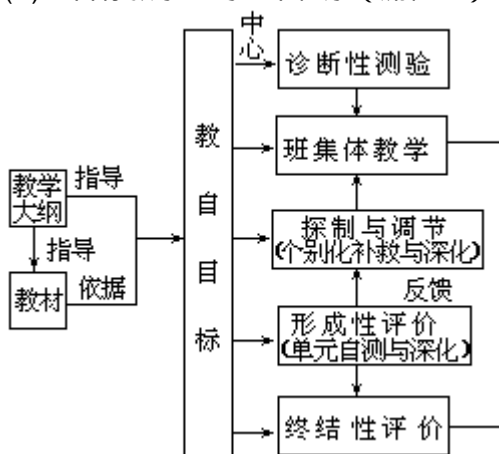 中
心
诊断性测验
班集体教学
教
自
目
标
教学
大纲
指导
指导
教材
依据
探制与调节
(个别化补救与深化)
反馈
形成性评价
(单元自测与深化)
终结性评价